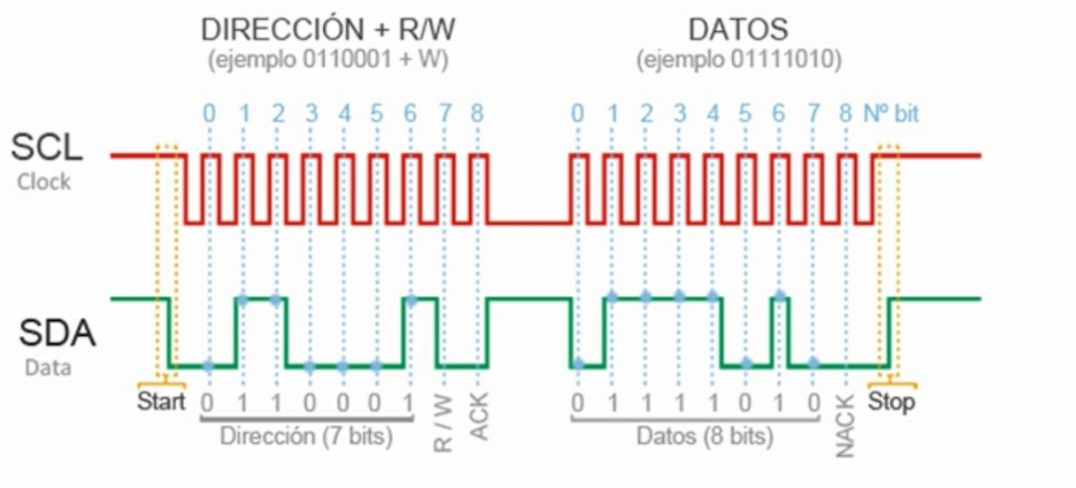 DIRECCIÓN + R/W
(ejemplo 0110001 + W)
DATOS
(ejemplo 01111010)
0 1 2 3 4 5 6 7 8
0 1 2 3 4 5 6 7 8 Nº bit
SCL
Clock
SDA
Data
Start
0 1 1 0 0 0 1
R / W
ACK
Dirección (7 bits)
0 1 1 1 1 0 1 0
NACK
Datos (8 bits)
Stop